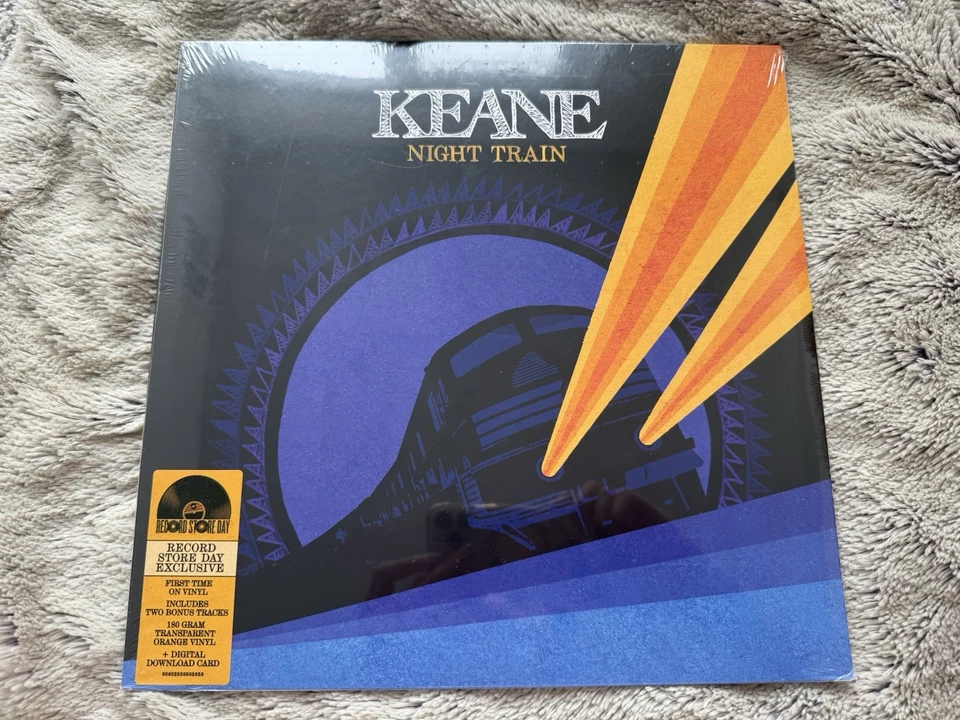 KEANE
NIGHT TRAIN
RECORD STORE DAY
RECORD
STORE DAY
EXCLUSIVE
FIRST TIME
ON VINYL
INCLUDES
TWO BONUS TRACKS
180 GRAM
TRANSPARENT
ORANGE VINYL
+ DIGITAL
DOWNLOAD CARD